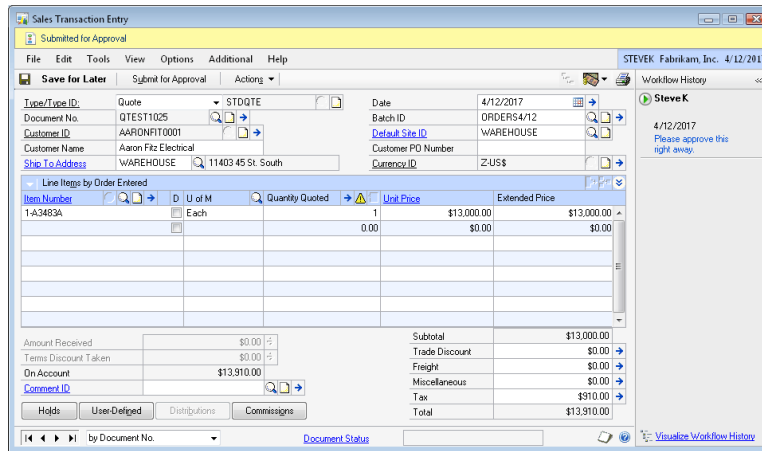 Sales Transaction Entry
Submitted for Approval
File Edit Tools View Options Additional Help STEVEK Fabrikam, Inc. 4/12/201
Save for Later Submit for Approval Actions Workflow History
Type/Type ID: Quote STDQTE Date 4/12/2017
Document No. QTEST1025 Batch ID ORDERS4/12
Customer ID AARONFIT0001 Default Site ID WAREHOUSE
Customer Name Aaron Fitz Electrical Customer PO Number
Ship To Address WAREHOUSE 11403 45 St. South Currency ID Z-US$
SteveK
4/12/2017
Please approve this
right away.
Line Items by Order Entered
Item Number D U of M Quantity Quoted Unit Price Extended Price
1-A3483A Each 1 $13,000.00 $13,000.00
0.00 $0.00 $0.00
Amount Received $0.00
Terms Discount Taken $0.00
On Account $13,910.00
Comment ID
Subtotal $13,000.00
Trade Discount $0.00
Freight $0.00
Miscellaneous $0.00
Tax $910.00
Total $13,910.00
Holds User-Defined Distributions Commissions
by Document No. Document Status Visualize Workflow History